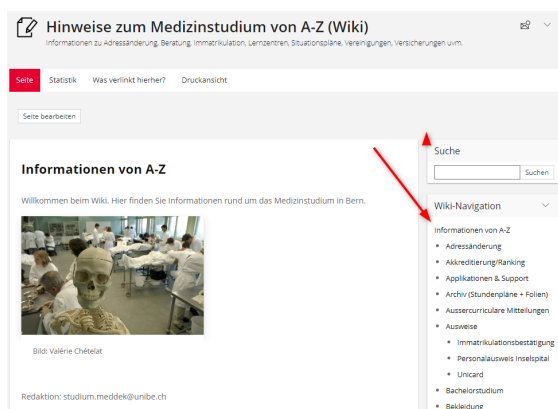 Hinweise zum Medizinstudium von A-Z (Wiki)
Informationen zu Adressänderung, Beratung, Immatrikulation, Lernzentren, Situationspläne, Vereinigungen, Versicherungen uvm.
Seite Statistik Was verlinkt hierher? Druckansicht
Seite bearbeiten
Informationen von A-Z
Willkommen beim Wiki. Hier finden Sie Informationen rund um das Medizinstudium in Bern.
Bild: Valérie Chételat
Redaktion: studium.meddek@unibe.ch
Suche
Suchen
Wiki-Navigation
Informationen von A-Z
Adressänderung
Akkreditierung/Ranking
Applikationen & Support
Archiv (Stundenpläne + Folien)
Aussercurriculare Mitteilungen
Ausweise
Immatrikulationsbestätigung
Personalausweis Inselspital
Unicard
Bachelorstudium
Bekleidung